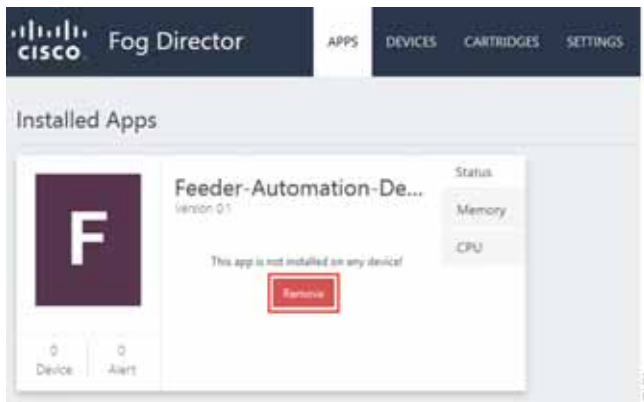 CISCO Fog Director APPS DEVICES CARTRIDGES SETTINGS
Installed Apps
F
Feeder-Automation-De...
Version 0.1
This app is not installed on any device!
Remove
Status
Memory
CPU
0 0
Device Alert